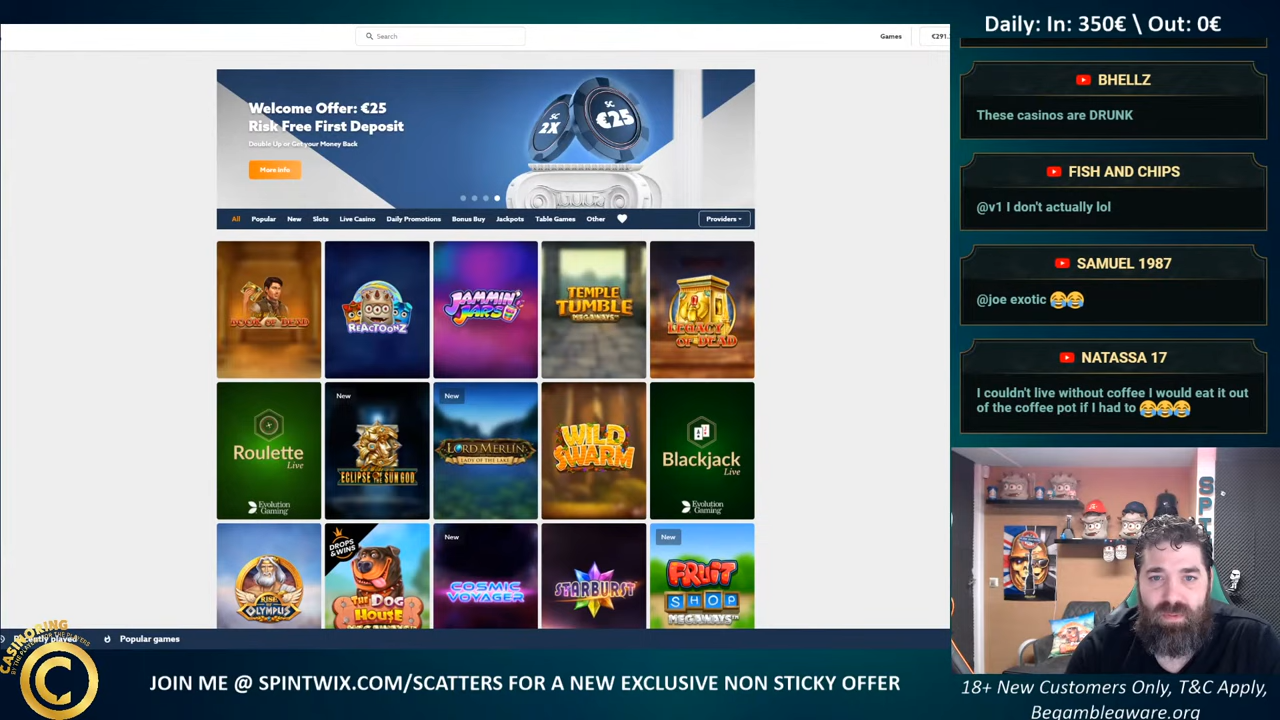 Daily: In: 350€ \ Out: 0€
Search
Games
€291.
Welcome Offer: €25
Risk Free First Deposit
Double Up or Get your Money Back
More info
SC
2X
SC
€25
All Popular New Slots Live Casino Daily Promotions Bonus Buy Jackpots Table Games Other Providers
REACTOONZ
JAMMIN' JARS
TEMPLE
TUMBLE
MEGAWAYS
LEGACY
OF DEAD
Roulette
Live
Evolution
Gaming
New
ECLIPSE OF THE SUN GOD
New
LORD MERLIN
LADY OF THE LAKE
WILD
SWARM
Blackjack
Live
Evolution
Gaming
RISE OF
OLYMPUS
DROPS
&WINS
THE DOG
HOUSE
MEGAWAYS
New
COSMIC
VOYAGER
STARBURST
New
FRUIT
SHOP
MEGAWAYS
Recently played
Popular games
BHELLZ
These casinos are DRUNK
FISH AND CHIPS
@v1 I don't actually lol
SAMUEL 1987
@joe exotic 😂😂
NATASSA 17
I couldn't live without coffee I would eat it out
of the coffee pot if I had to 😂😂😂
CASINORING
C
JOIN ME @ SPINTWIX.COM/SCATTERS FOR A NEW EXCLUSIVE NON STICKY OFFER
18+ New Customers Only, T&C Apply,
Begambleaware.org